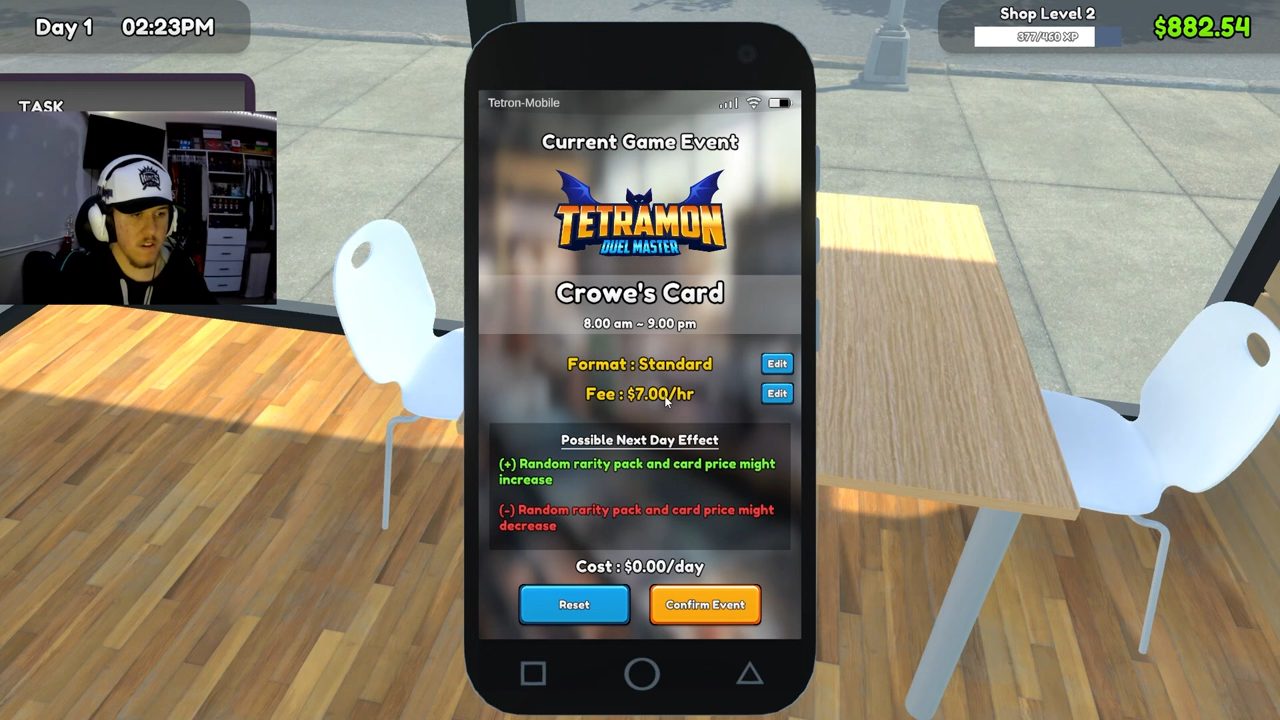 Day 1 02:23PM
Shop Level 2
377/460 XP
$882.54
TASK
Tetron-Mobile
Current Game Event
TETRAMON
DUEL MASTER
Crowe's Card
8.00 am ~ 9.00 pm
Format : Standard
Edit
Fee : $7.00/hr
Edit
Possible Next Day Effect
(+) Random rarity pack and card price might
increase
(-) Random rarity pack and card price might
decrease
Cost : $0.00/day
Reset
Confirm Event